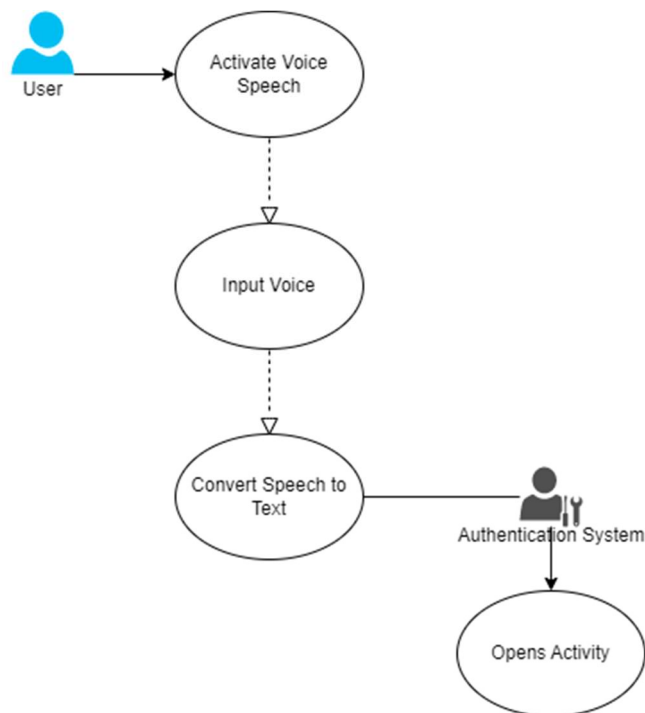 Activate Voice
Speech
User
Input Voice
Convert Speech to
Text
Authentication System
Opens Activity